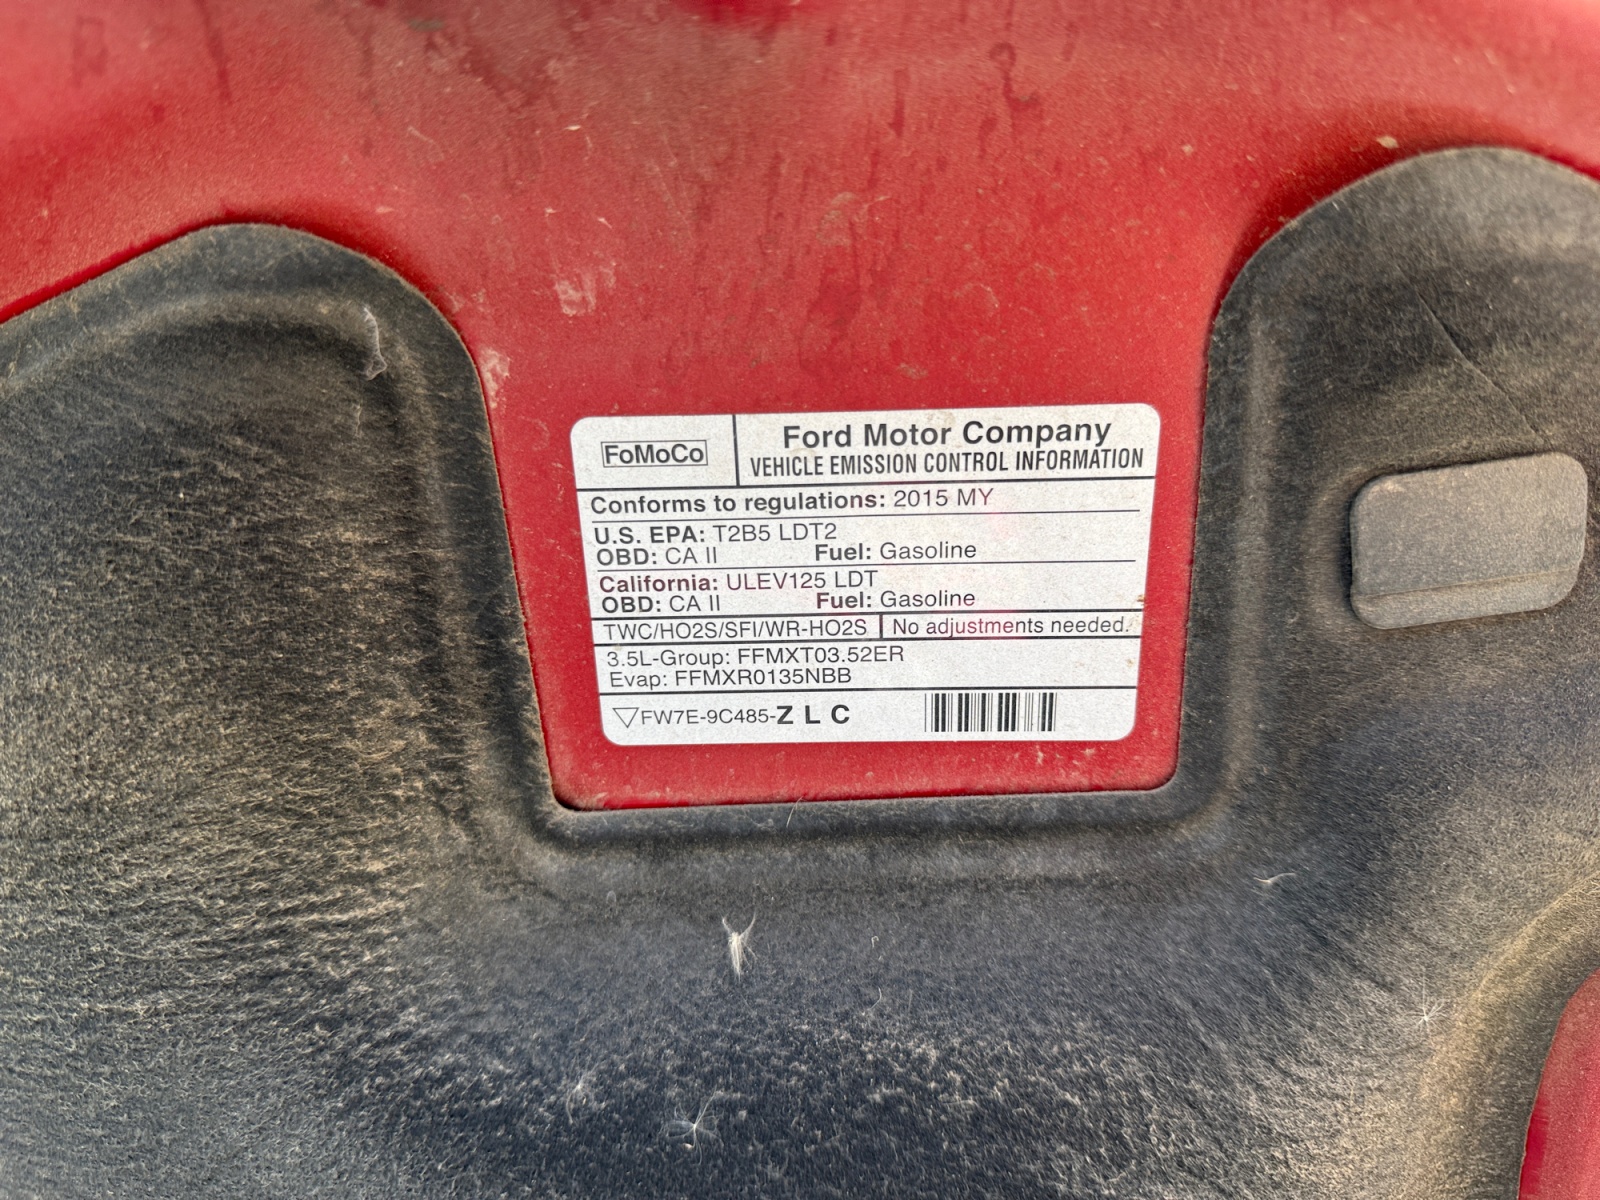 FoMoCo
Ford Motor Company
VEHICLE EMISSION CONTROL INFORMATION
Conforms to regulations: 2015 MY
U.S. EPA: T2B5 LDT2
OBD: CA II Fuel: Gasoline
California: ULEV125 LDT
OBD: CA II Fuel: Gasoline
TWC/HO2S/SFI/WR-HO2S No adjustments needed.
3.5L-Group: FFMXT03.52ER
Evap: FFMXR0135NBB
FW7E-9C485-Z L C